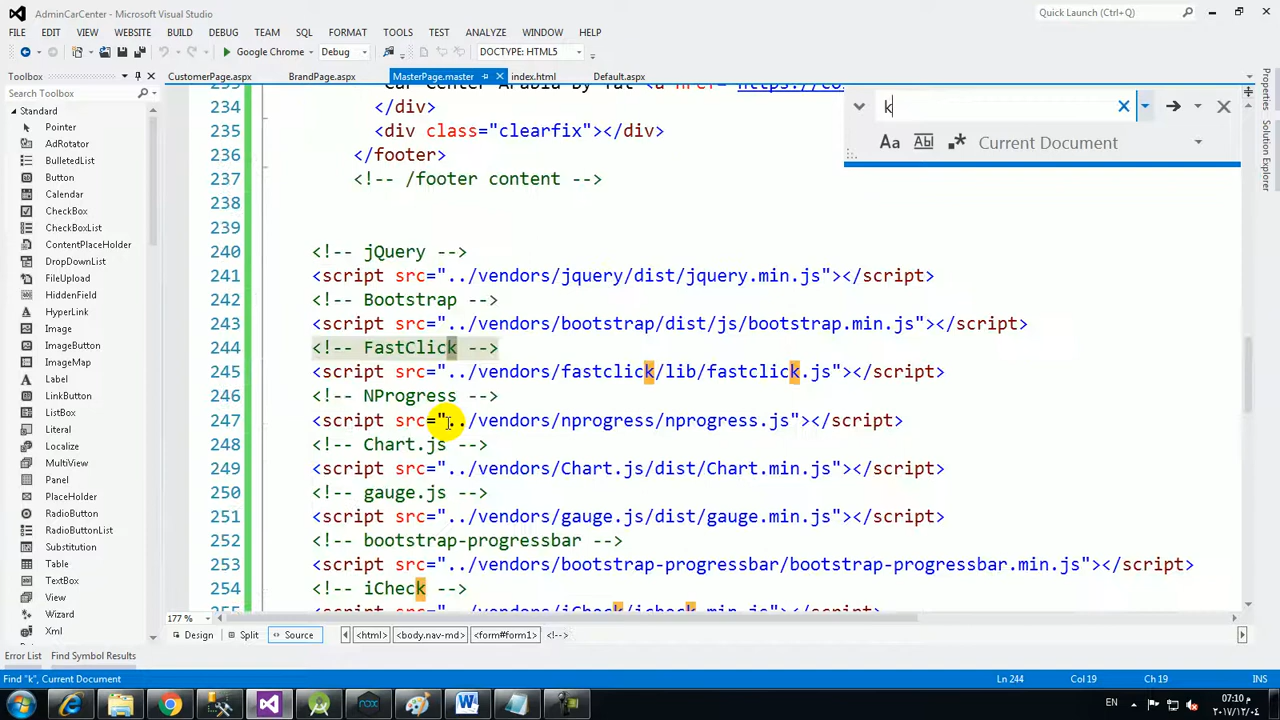 AdminCarCenter - Microsoft Visual Studio
Quick Launch (Ctrl+Q)
FILE EDIT VIEW WEBSITE BUILD DEBUG TEAM SQL FORMAT TOOLS TEST ANALYZE WINDOW HELP
Google Chrome Debug DOCTYPE: HTML5
Toolbox
CustomerPage.aspx BrandPage.aspx MasterPage.master index.html Default.aspx
Search Toolbox
Standard
Pointer
AdRotator
BulletedList
Button
Calendar
CheckBox
CheckBoxList
ContentPlaceHolder
DropDownList
FileUpload
HiddenField
HyperLink
Image
ImageButton
ImageMap
Label
LinkButton
ListBox
Literal
Localize
MultiView
Panel
PlaceHolder
RadioButton
RadioButtonList
Substitution
Table
TextBox
View
Wizard
Xml
k
Aa Abl Current Document
234 </div>
235 <div class="clearfix"></div>
236 </footer>
237 <!-- /footer content -->
238
239
240 <!-- jQuery -->
241 <script src="../vendors/jquery/dist/jquery.min.js"></script>
242 <!-- Bootstrap -->
243 <script src="../vendors/bootstrap/dist/js/bootstrap.min.js"></script>
244 <!-- FastClick -->
245 <script src="../vendors/fastclick/lib/fastclick.js"></script>
246 <!-- NProgress -->
247 <script src="../vendors/nprogress/nprogress.js"></script>
248 <!-- Chart.js -->
249 <script src="../vendors/Chart.js/dist/Chart.min.js"></script>
250 <!-- gauge.js -->
251 <script src="../vendors/gauge.js/dist/gauge.min.js"></script>
252 <!-- bootstrap-progressbar -->
253 <script src="../vendors/bootstrap-progressbar/bootstrap-progressbar.min.js"></script>
254 <!-- iCheck -->
Properties
Solution Explorer
177 %
Design Split Source <html> <body.nav-md> <form#form1> <!-->
Error List Find Symbol Results
Find "k", Current Document Ln 244 Col 19 Ch 19 INS
EN
07:10 م
٢٠١٧/١٢/٠٤